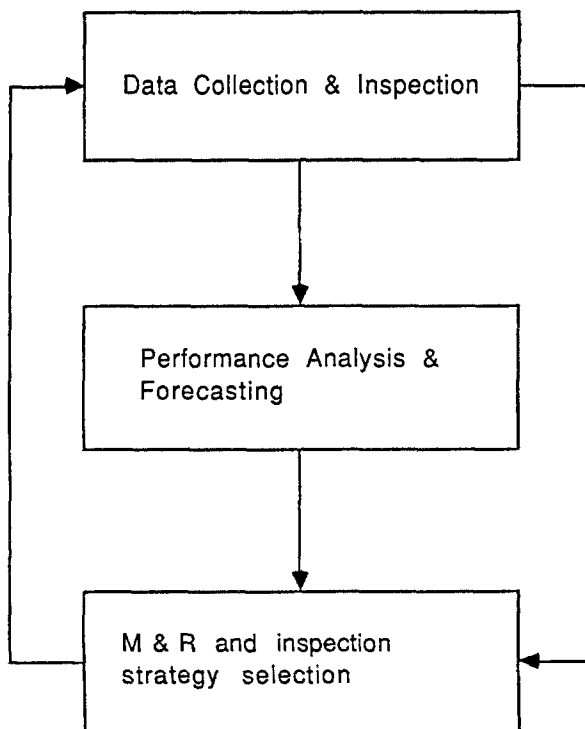 Data Collection & Inspection
Performance Analysis &
Forecasting
M & R and inspection
strategy selection